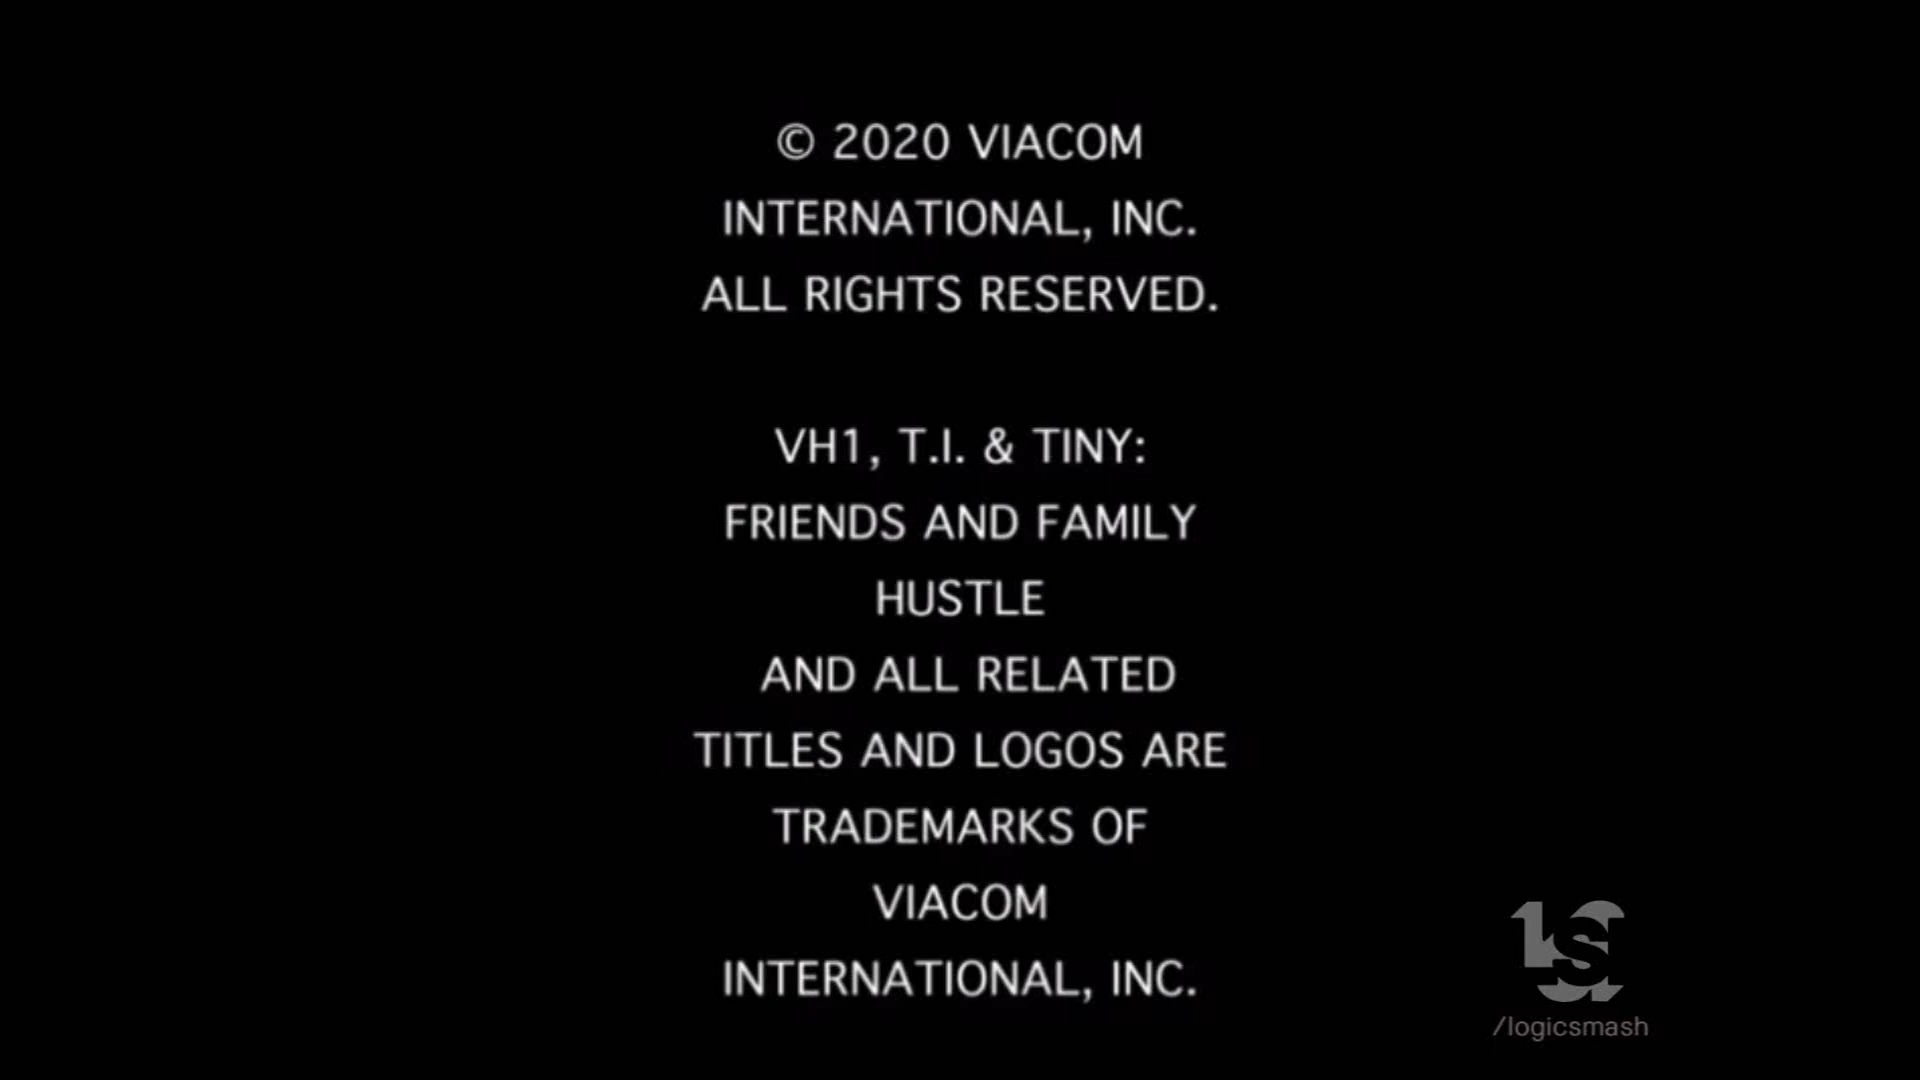 © 2020 VIACOM
INTERNATIONAL, INC.
ALL RIGHTS RESERVED.
VH1, T.I. & TINY:
FRIENDS AND FAMILY
HUSTLE
AND ALL RELATED
TITLES AND LOGOS ARE
TRADEMARKS OF
VIACOM
INTERNATIONAL, INC.
/logicsmash